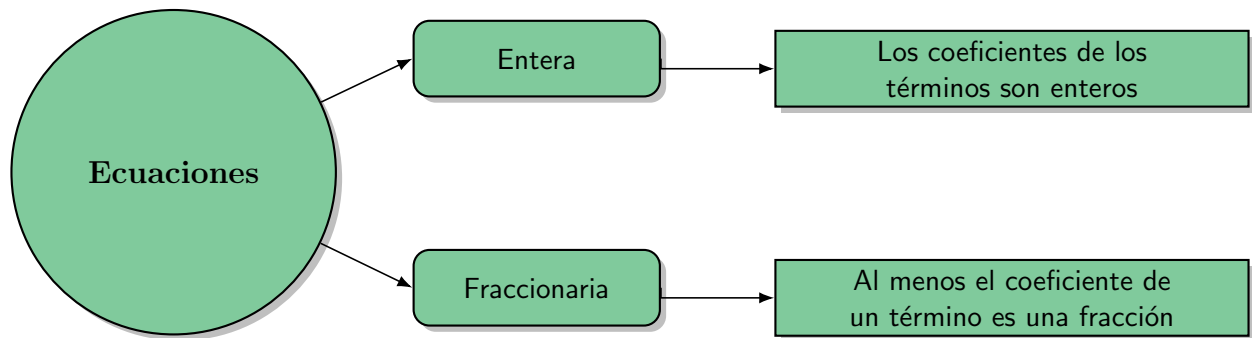 Ecuaciones
Entera
Los coeficientes de los
términos son enteros
Fraccionaria
Al menos el coeficiente de
un término es una fracción